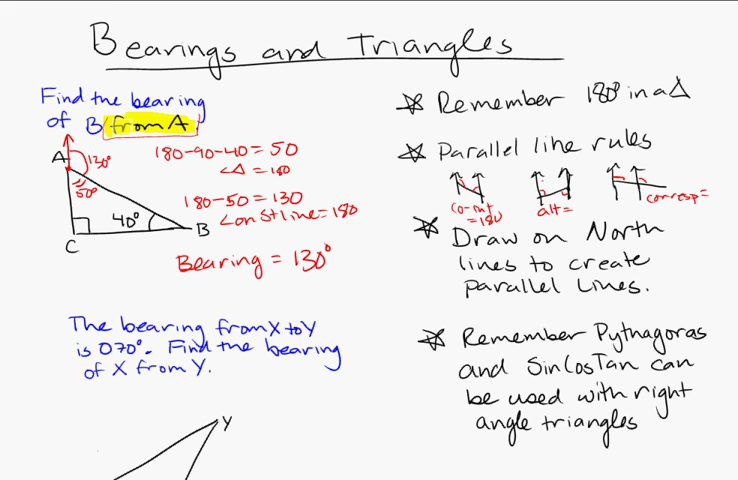 Bearings and Triangles
Find the bearing
of B from A.
A
130°
50°
40°
B
C
180-90-40=50
∠Δ=180
180-50=130
∠on st line=180
Bearing = 130°
The bearing from X to Y
is 070°. Find the bearing
of X from Y.
Y
Remember 180° in a Δ
Parallel line rules
co-int
=180
alt=
corresp=
Draw on North
lines to create
parallel lines.
Remember Pythagoras
and SinCosTan can
be used with right
angle triangles